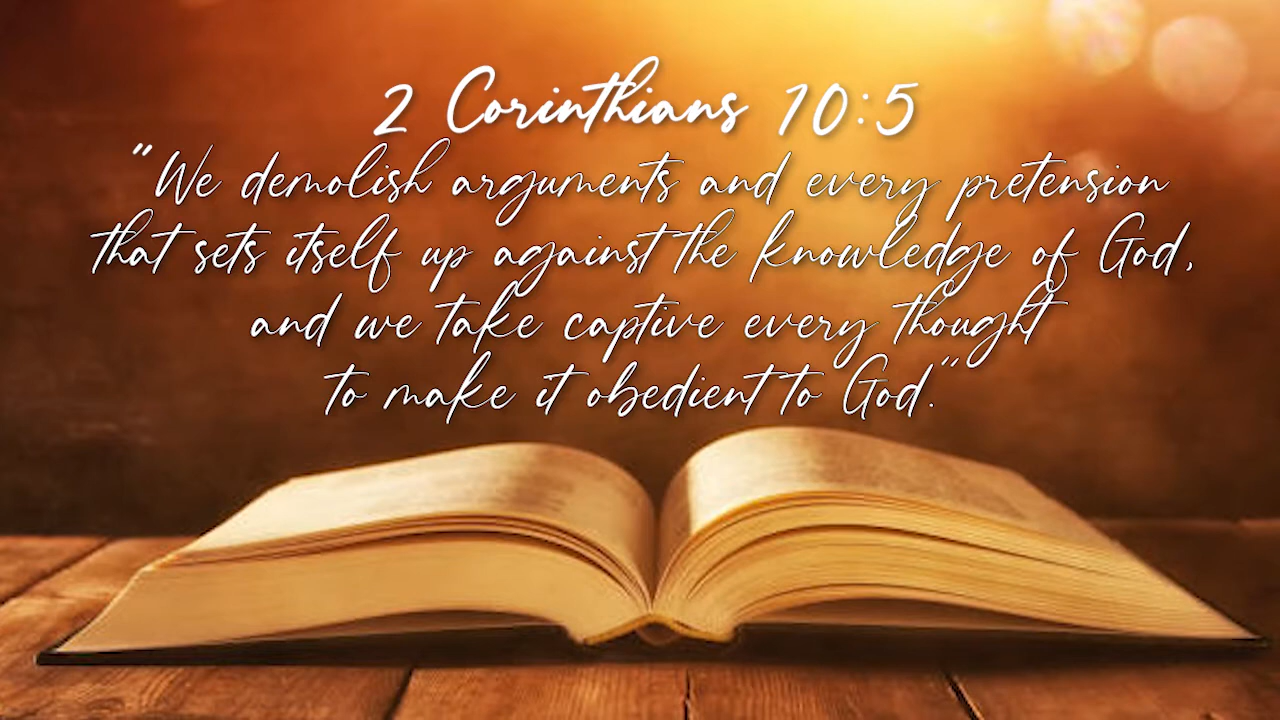 2 Corinthians 10:5
"We demolish arguments and every pretension
that sets itself up against the knowledge of God,
and we take captive every thought
to make it obedient to God."